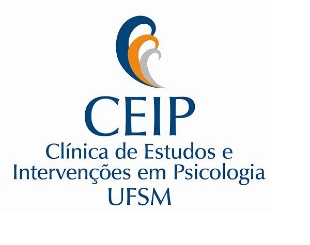 CEIP
Clínica de Estudos e
Intervenções em Psicologia
UFSM